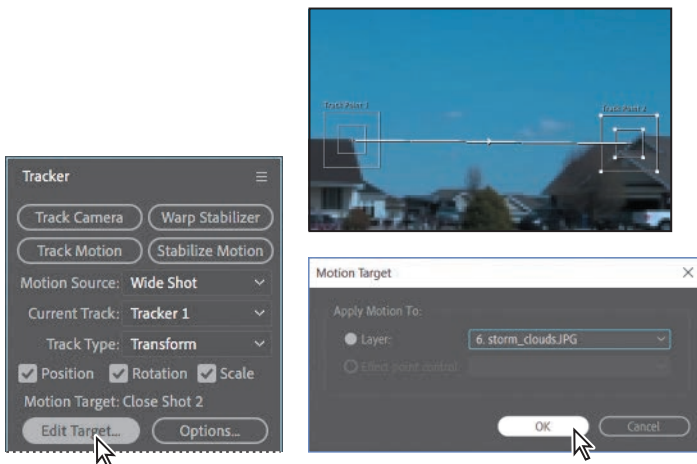 Track Point 1
Track Point 2
Tracker
Track Camera
Warp Stabilizer
Track Motion
Stabilize Motion
Motion Source: Wide Shot
Current Track: Tracker 1
Track Type: Transform
Position Rotation Scale
Motion Target: Close Shot 2
Edit Target...
Options...
Motion Target
Apply Motion To:
Layer: 6. storm_clouds.JPG
Effect point control:
OK
Cancel